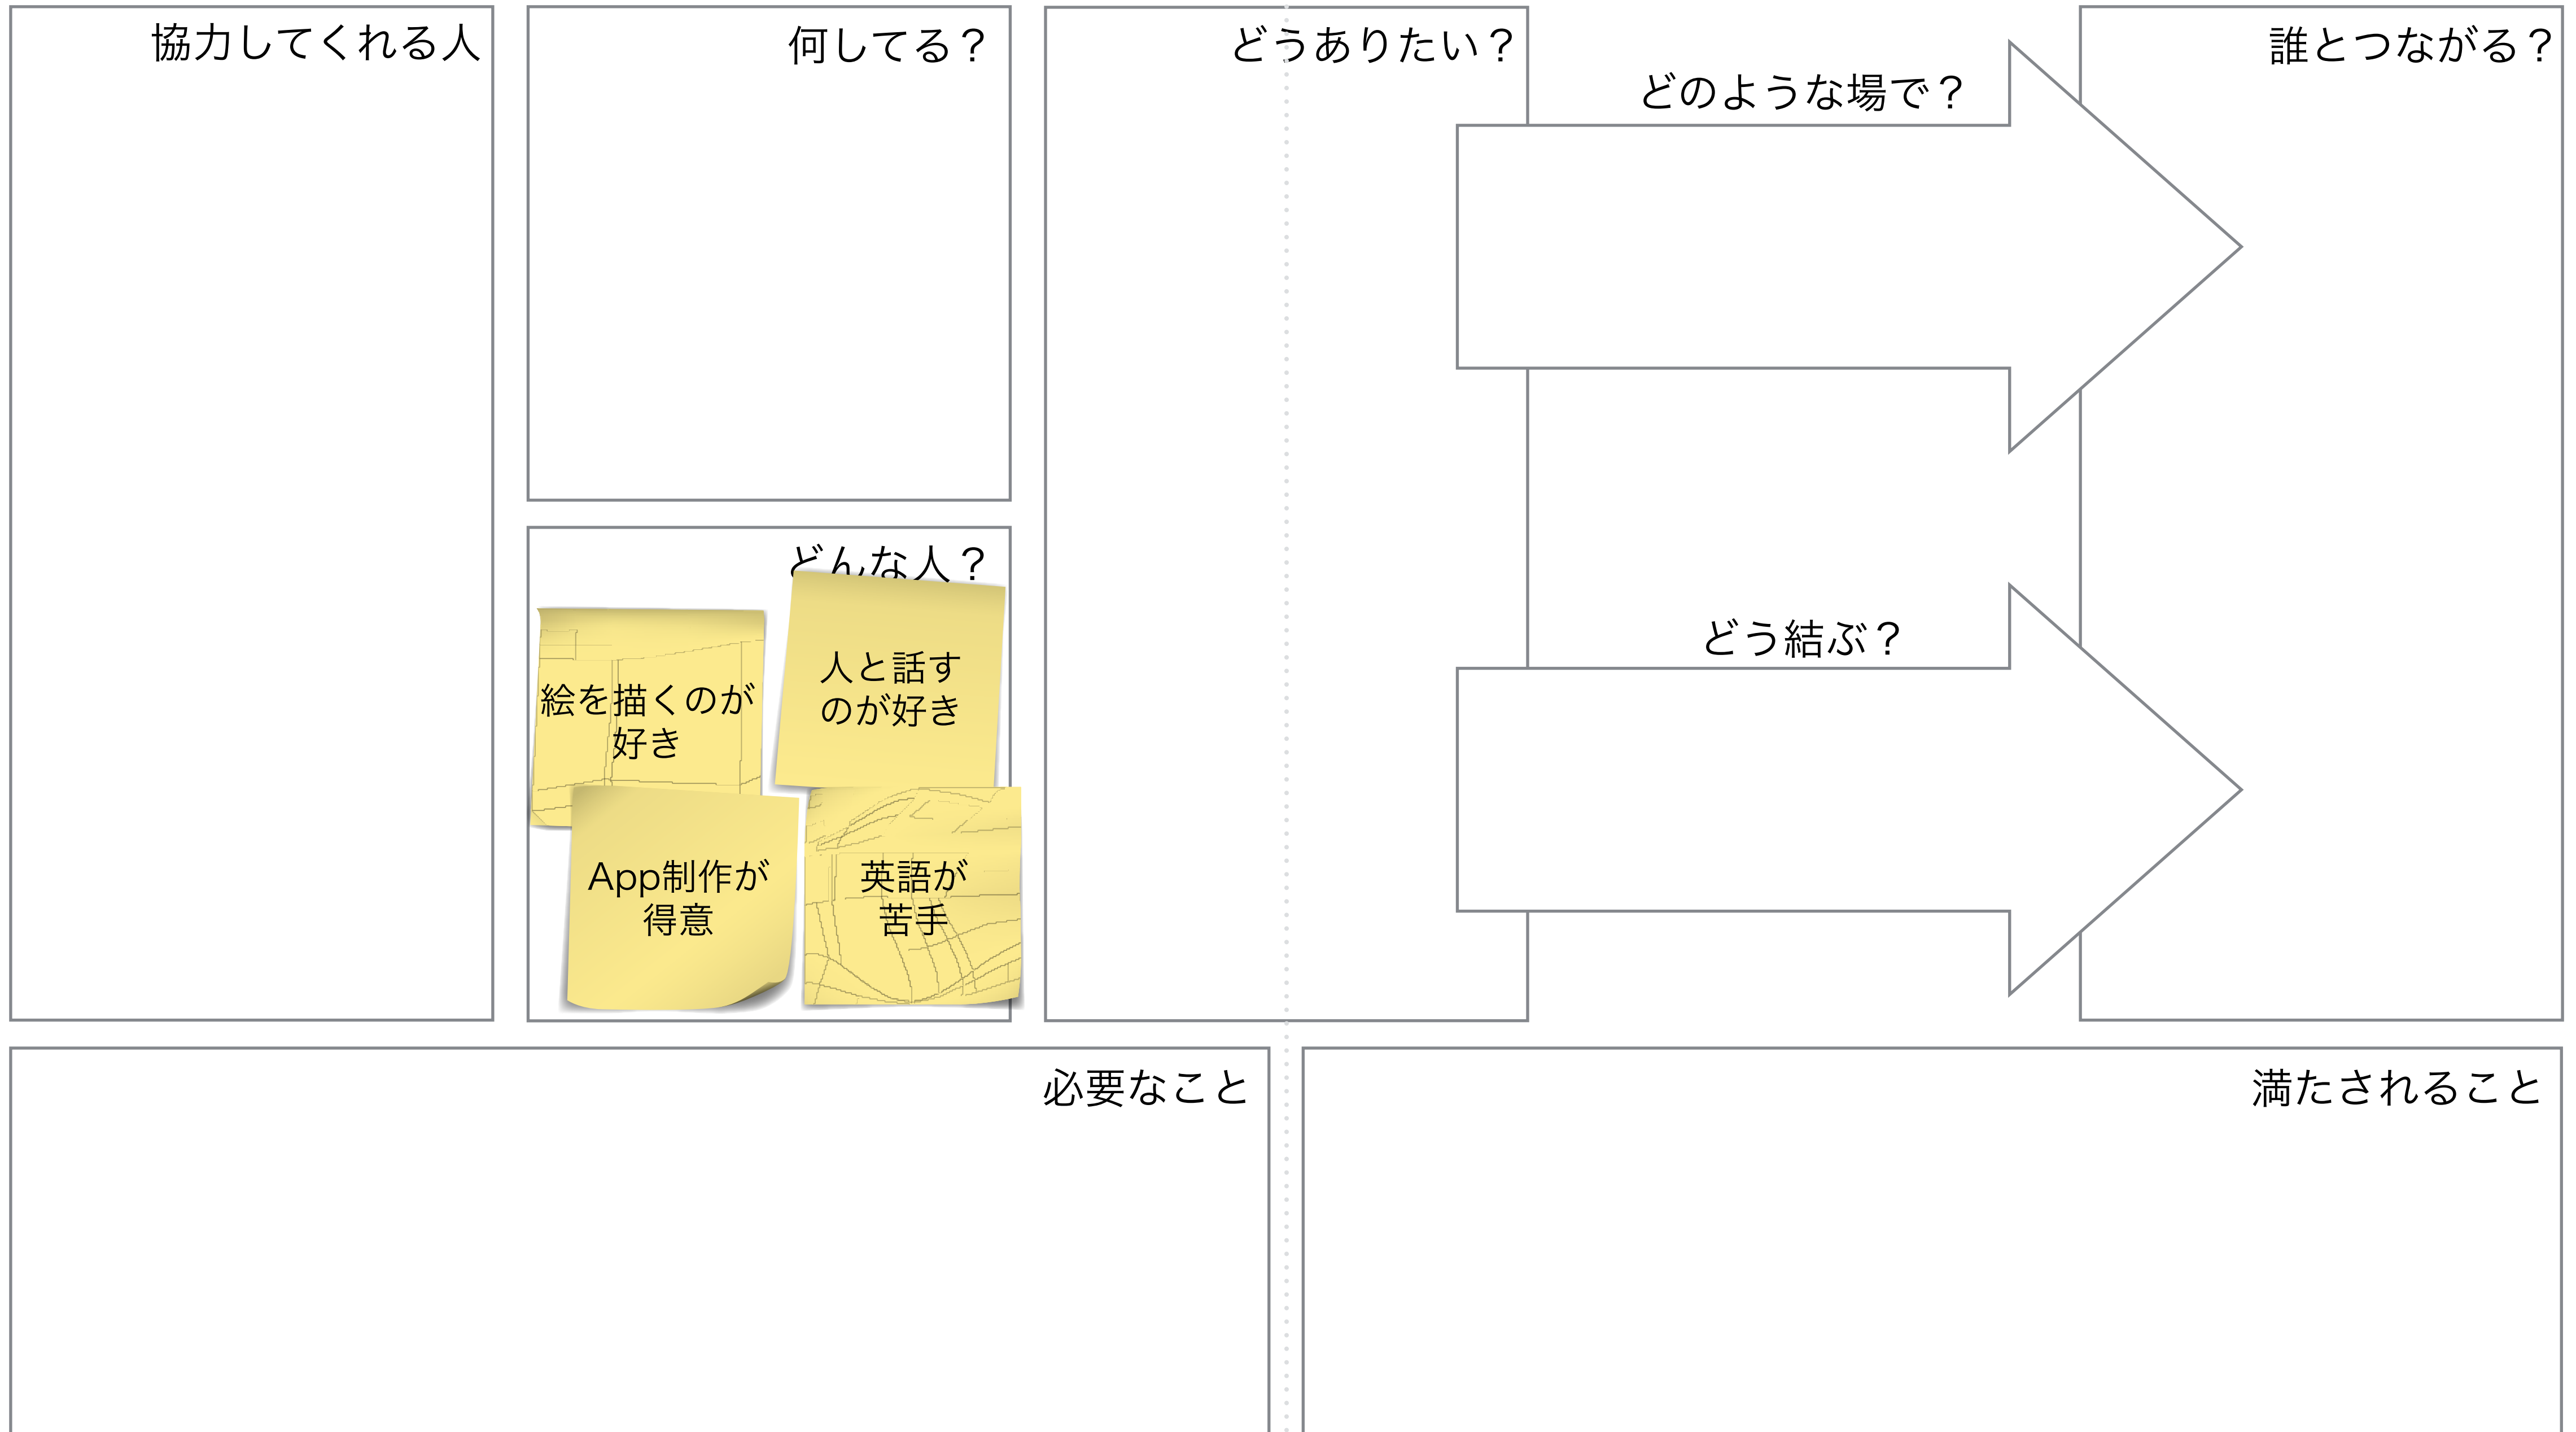 協力してくれる人
何してる？
どうありたい？
どのような場で？
誰とつながる？
どんな人？
絵を描くのが
好き
人と話す
のが好き
App制作が
得意
英語が
苦手
どう結ぶ？
必要なこと
満たされること